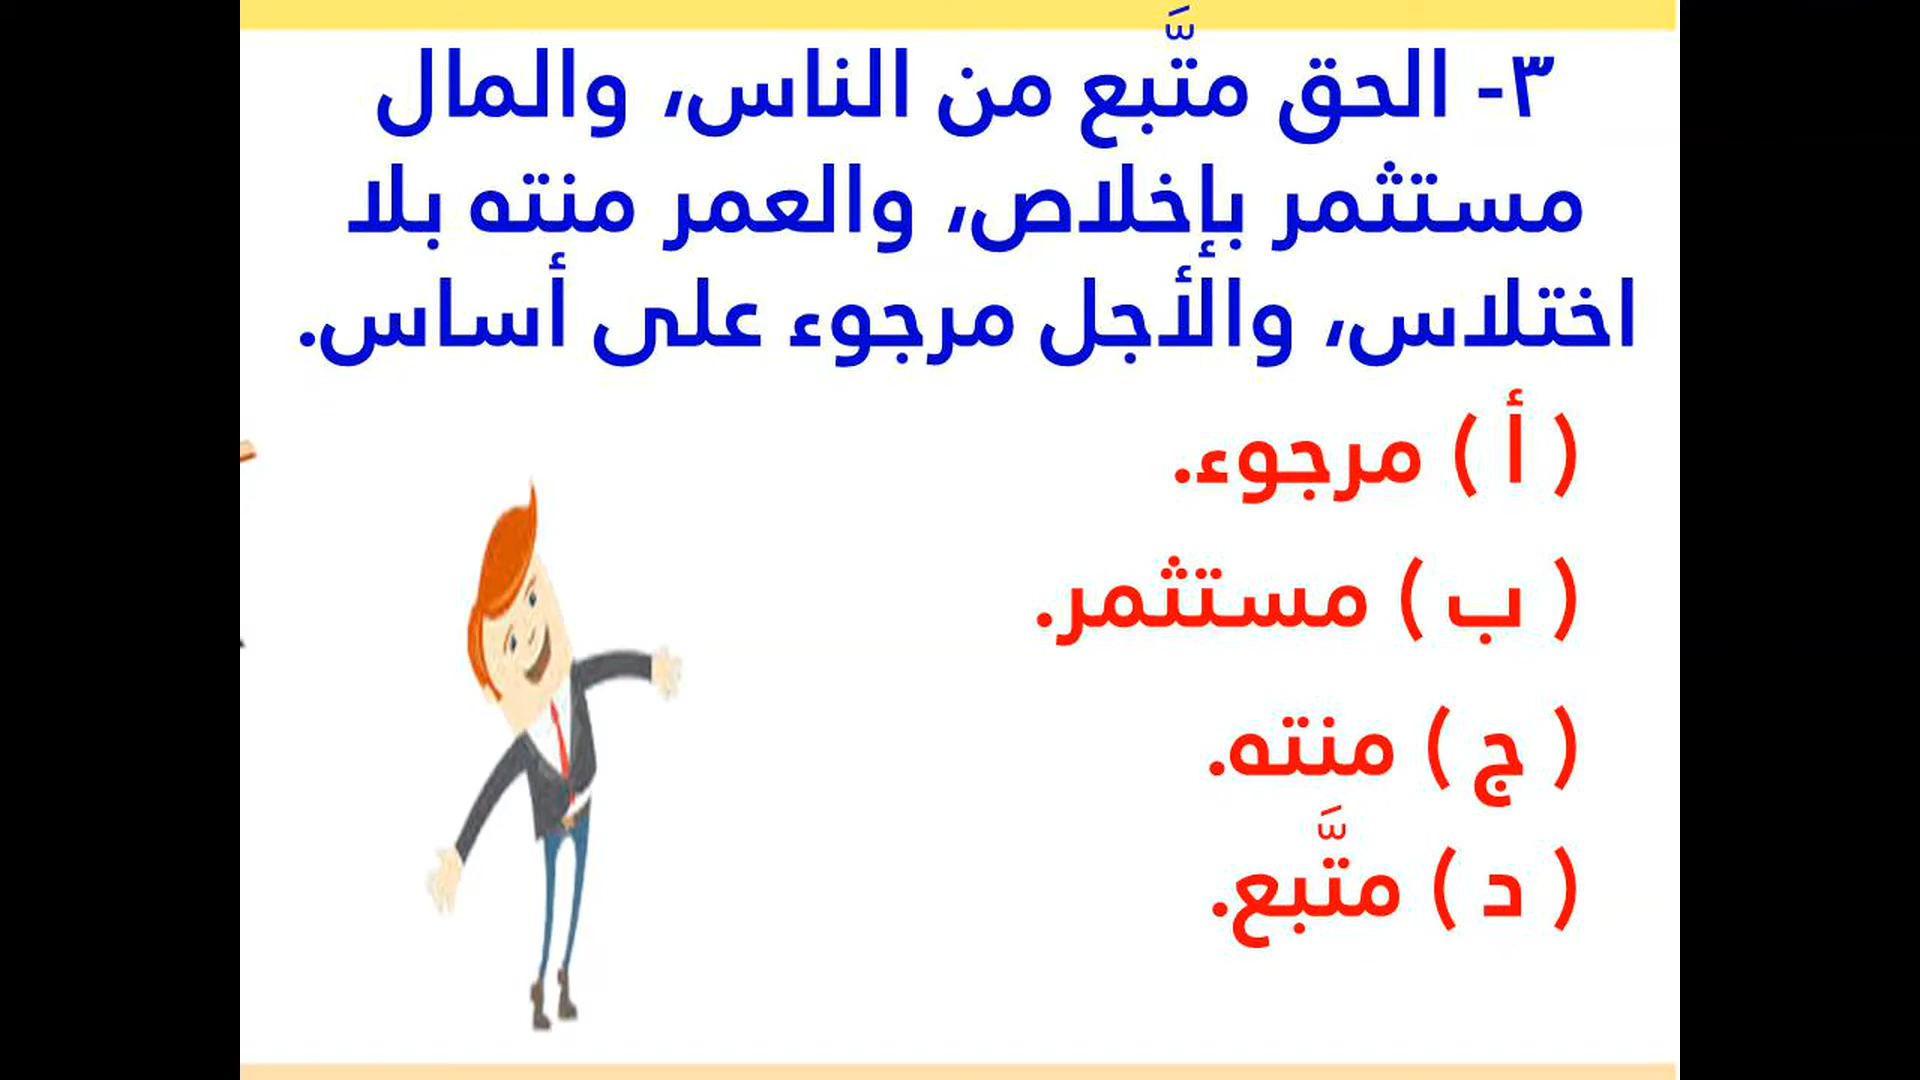 ٣- الحق متَّبع من الناس، والمال
مستثمر بإخلاص، والعمر منته بلا
اختلاس، والأجل مرجوء على أساس.
( أ ) مرجوء.
( ب ) مستثمر.
( ج ) منته.
( د ) متَّبع.